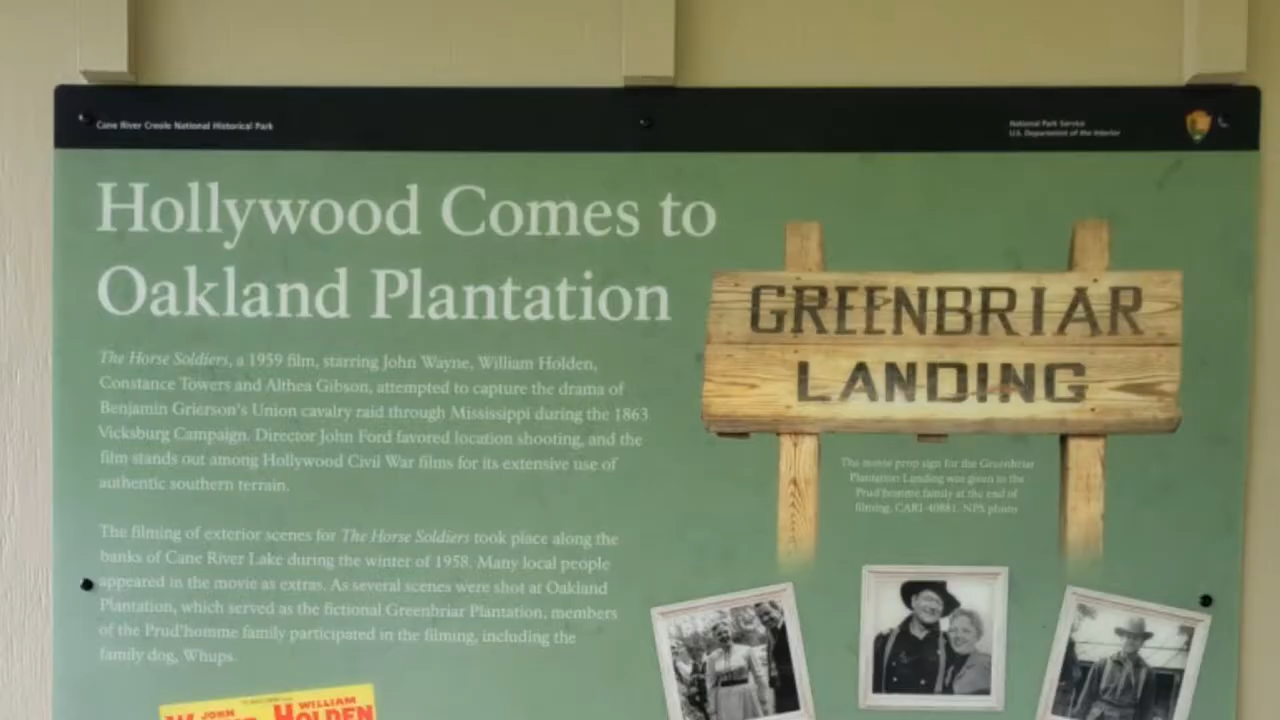 Cane River Creole National Historical Park
National Park Service
U.S. Department of the Interior
Hollywood Comes to
Oakland Plantation
The Horse Soldiers, a 1959 film, starring John Wayne, William Holden,
Constance Towers and Althea Gibson, attempted to capture the drama of
Benjamin Grierson's Union cavalry raid through Mississippi during the 1863
Vicksburg Campaign. Director John Ford favored location shooting, and the
film stands out among Hollywood Civil War films for its extensive use of
authentic southern terrain.
The filming of exterior scenes for The Horse Soldiers took place along the
banks of Cane River Lake during the winter of 1958. Many local people
appeared in the movie as extras. As several scenes were shot at Oakland
Plantation, which served as the fictional Greenbriar Plantation, members
of the Prud'homme family participated in the filming, including the
family dog, Whups.
GREENBRIAR
LANDING
The movie prop sign for the Greenbriar
Plantation Landing was given to the
Prud'homme family at the end of
filming, CARI 40881. NPS photo
JOHN
WILLIAM
HOLDEN